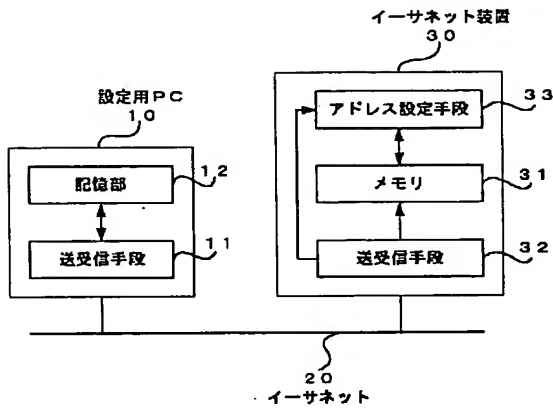 イーサネット装置
30
設定用PC
10
アドレス設定手段
33
記憶部
12
メモリ
31
送受信手段
11
送受信手段
32
20
イーサネット